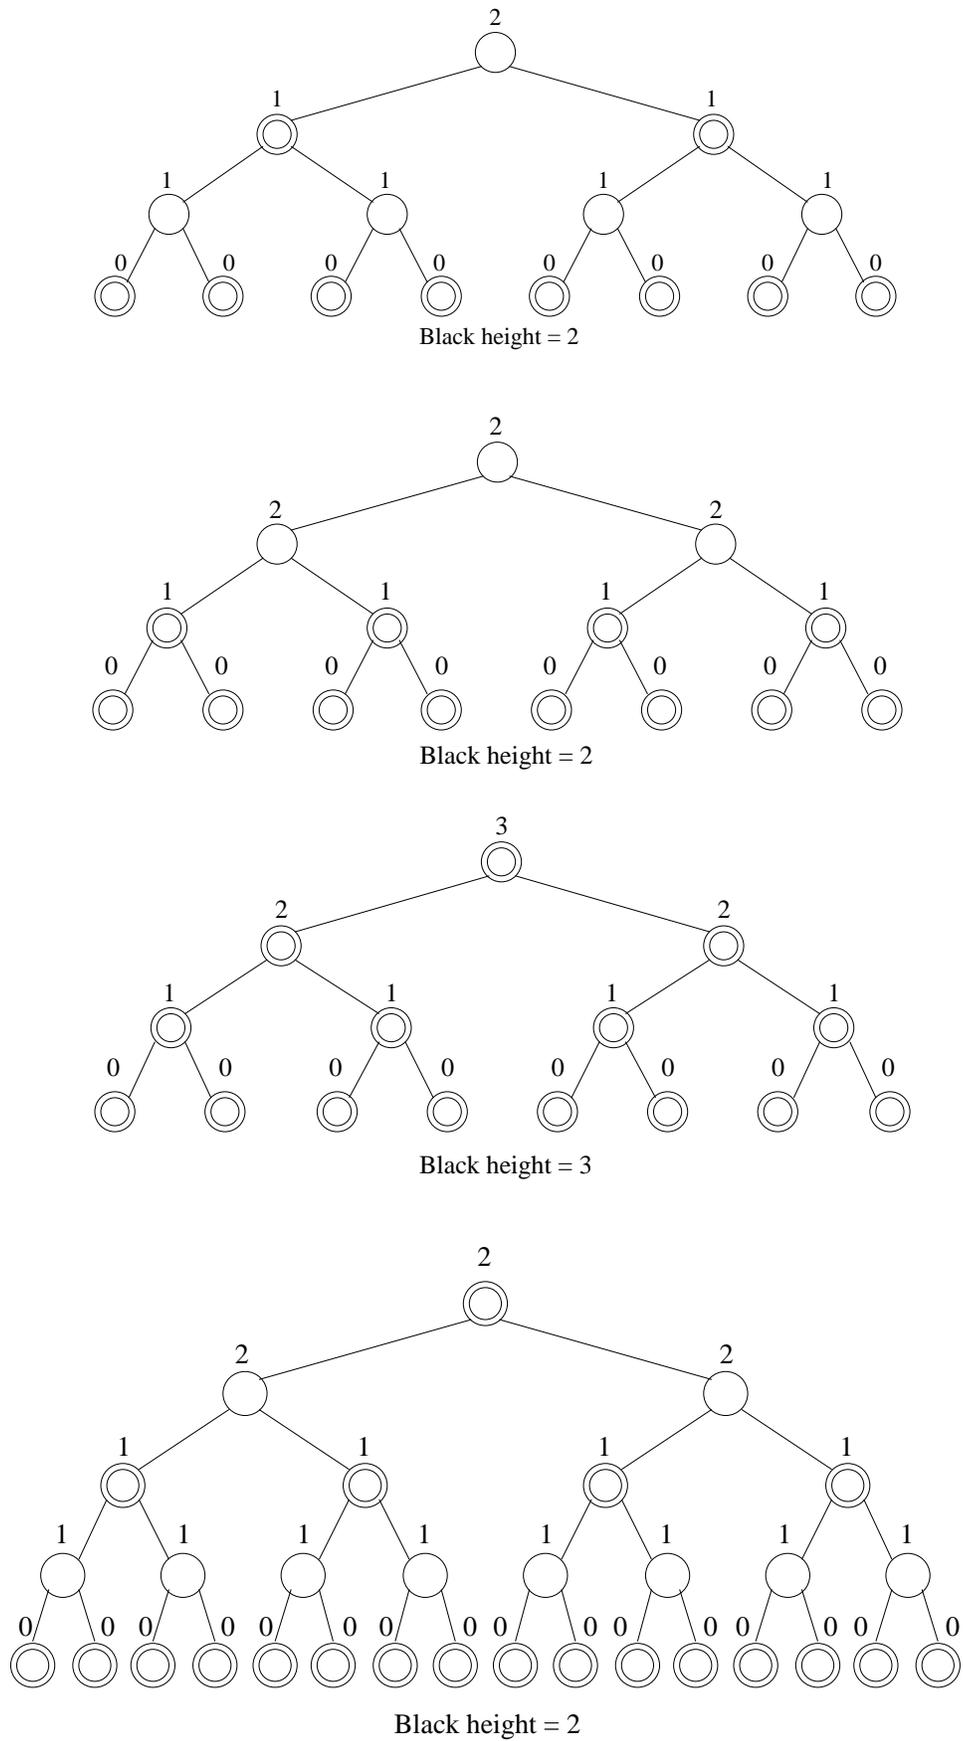 2
1 1
1 1 1 1
0 0 0 0 0 0 0 0
Black height = 2
2
2 2
1 1 1 1
0 0 0 0 0 0 0 0
Black height = 2
3
2 2
1 1 1 1
0 0 0 0 0 0 0 0
Black height = 3
2
2 2
1 1 1 1
1 1 1 1 1 1 1 1
0 0 0 0 0 0 0 0 0 0 0 0 0 0 0 0
Black height = 2